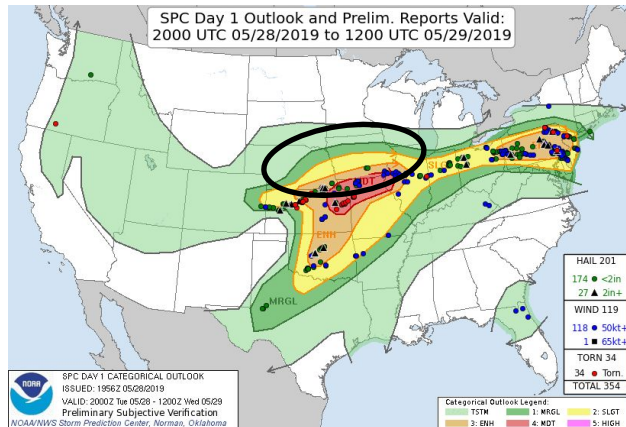 SPC Day 1 Outlook and Prelim. Reports Valid:
2000 UTC 05/28/2019 to 1200 UTC 05/29/2019
SLGT
MDT
ENH
MRGL
HAIL 201
174 <2in
27 2in+
WIND 119
118 50kt+
1 65kt+
TORN 34
34 Torn.
TOTAL 354
NOAA
SPC DAY 1 CATEGORICAL OUTLOOK
ISSUED: 1956Z 05/28/2019
VALID: 2000Z Tue 05/28 - 1200Z Wed 05/29
Preliminary Subjective Verification
NOAA/NWS Storm Prediction Center, Norman, Oklahoma
Categorical Outlook Legend:
TSTM 1: MRGL 2: SLGT
3: ENH 4: MDT 5: HIGH